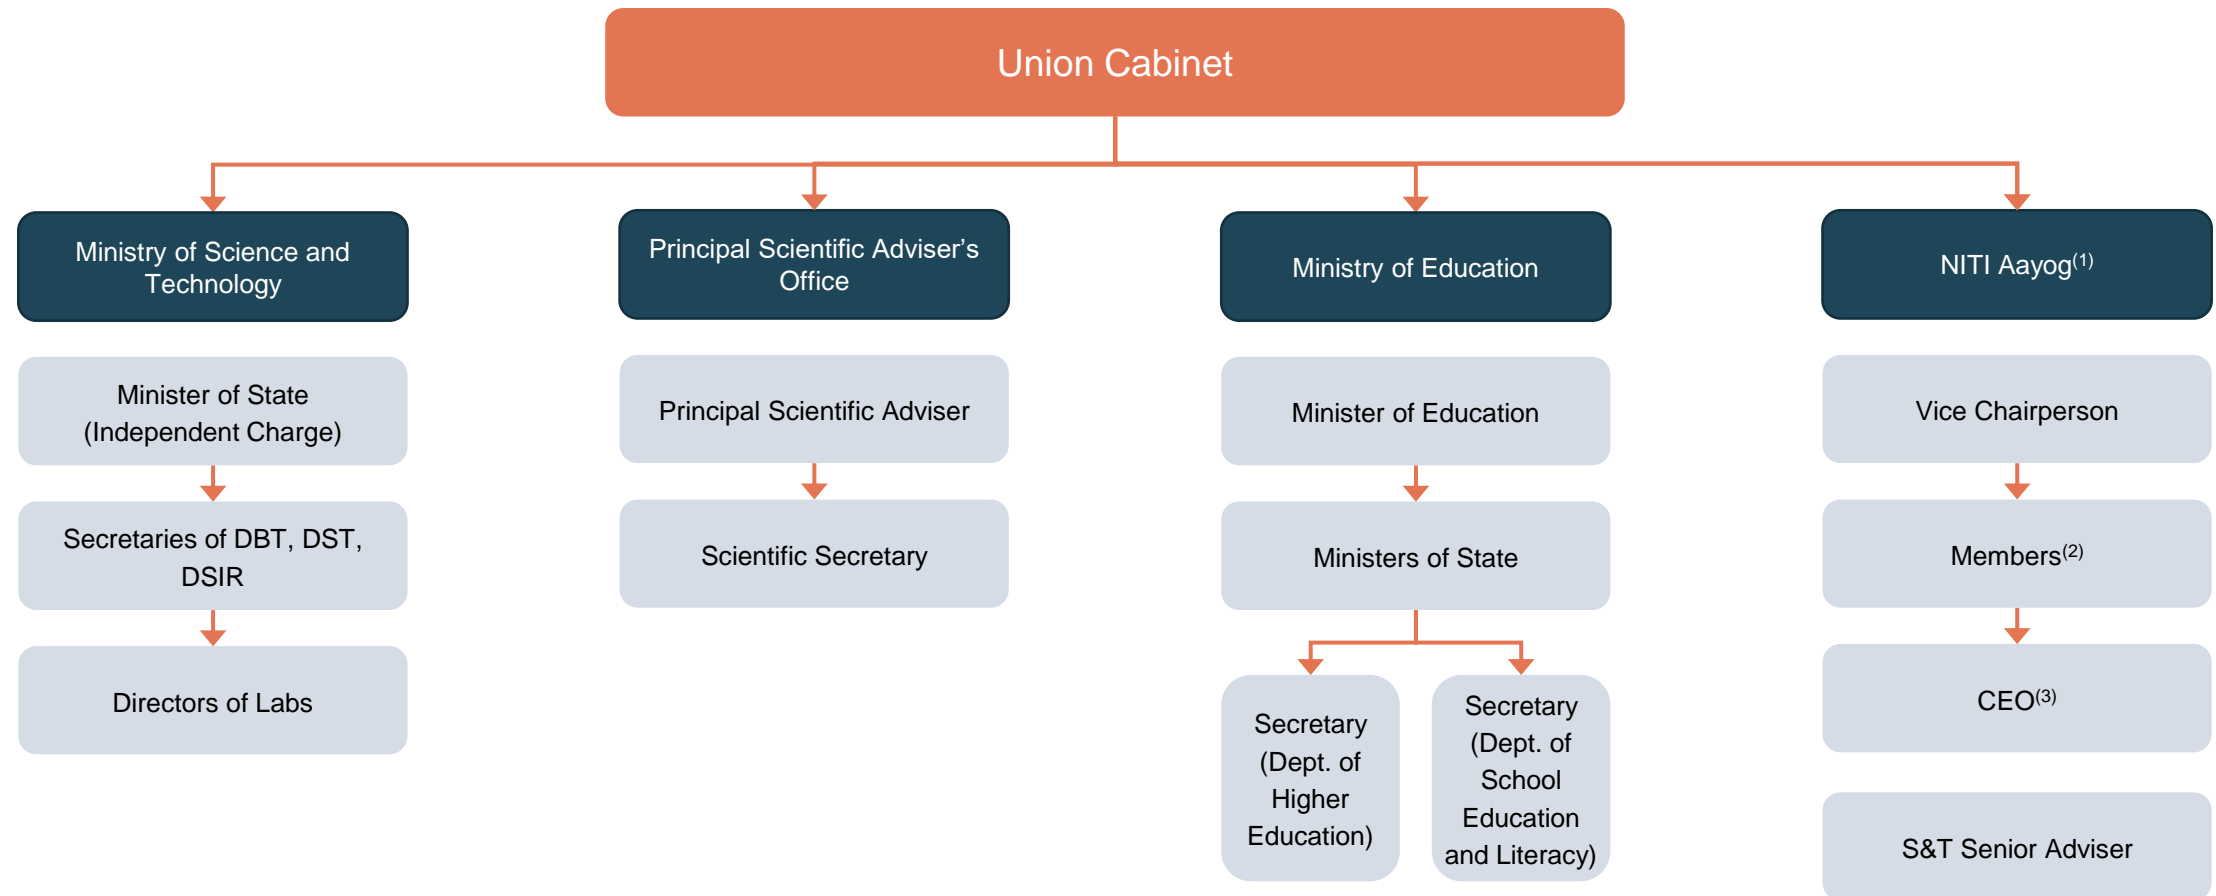 Union Cabinet
Ministry of Science and
Technology
Principal Scientific Adviser’s
Office
Ministry of Education
NITI Aayog(1)
Minister of State
(Independent Charge)
Principal Scientific Adviser
Minister of Education
Vice Chairperson
Secretaries of DBT, DST,
DSIR
Scientific Secretary
Ministers of State
Members(2)
Directors of Labs
Secretary
(Dept. of
Higher
Education)
Secretary
(Dept. of
School
Education
and Literacy)
CEO(3)
S&T Senior Adviser